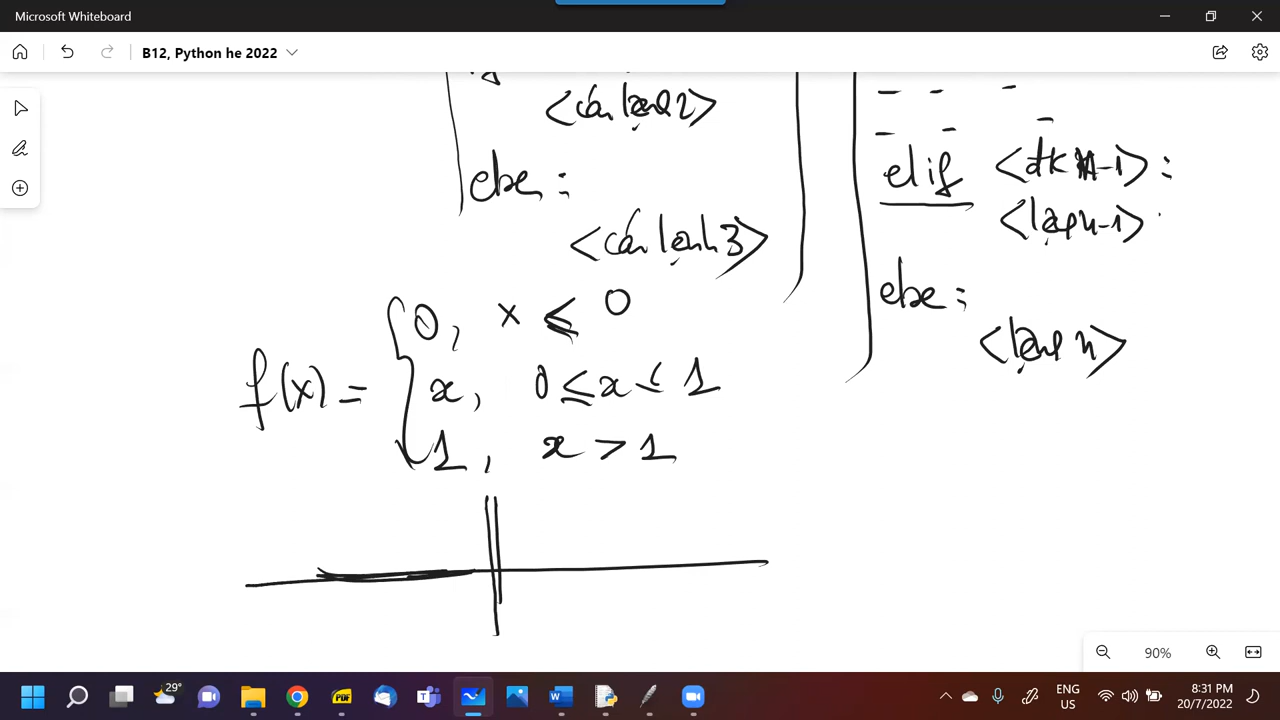 Microsoft Whiteboard
B12, Python he 2022
<câu lệnh 2>
else:
<câu lệnh 3>
elif <đk n-1>:
<lệnh n-1>
else:
<lệnh n>
f(x) = { 0, x ≤ 0
x, 0 ≤ x ≤ 1
1, x > 1
90%
29°
ENG
US
8:31 PM
20/7/2022